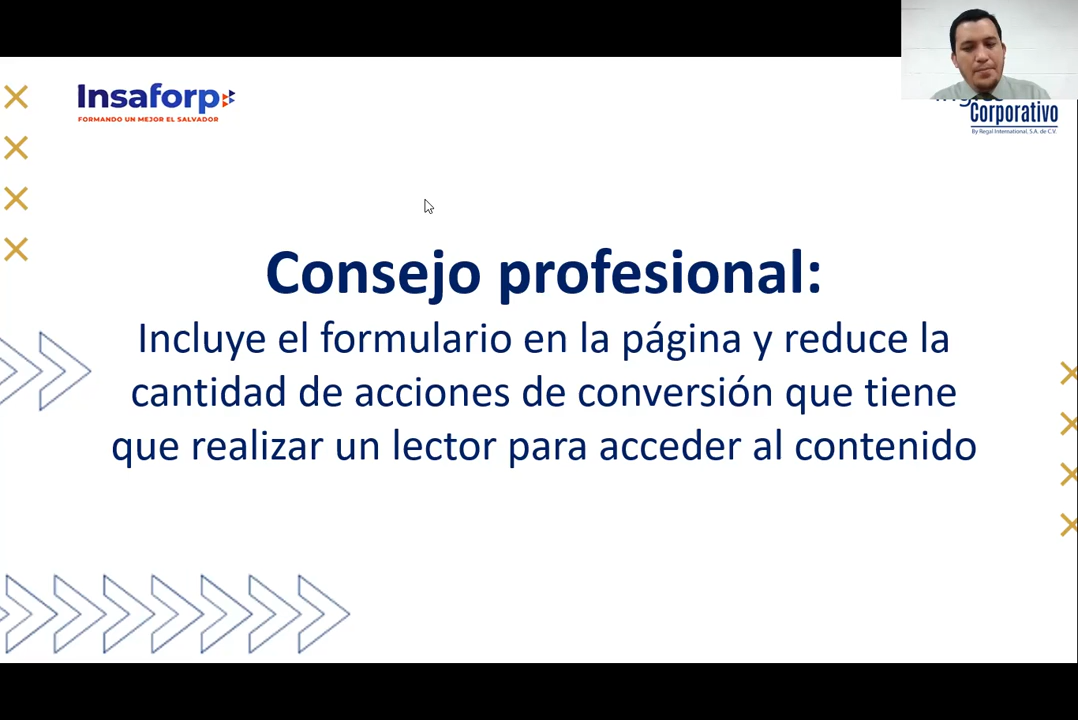 Insaforp
FORMANDO UN MEJOR EL SALVADOR
Corporativo
By Regal International, S.A. de C.V.
Consejo profesional:
Incluye el formulario en la página y reduce la
cantidad de acciones de conversión que tiene
que realizar un lector para acceder al contenido